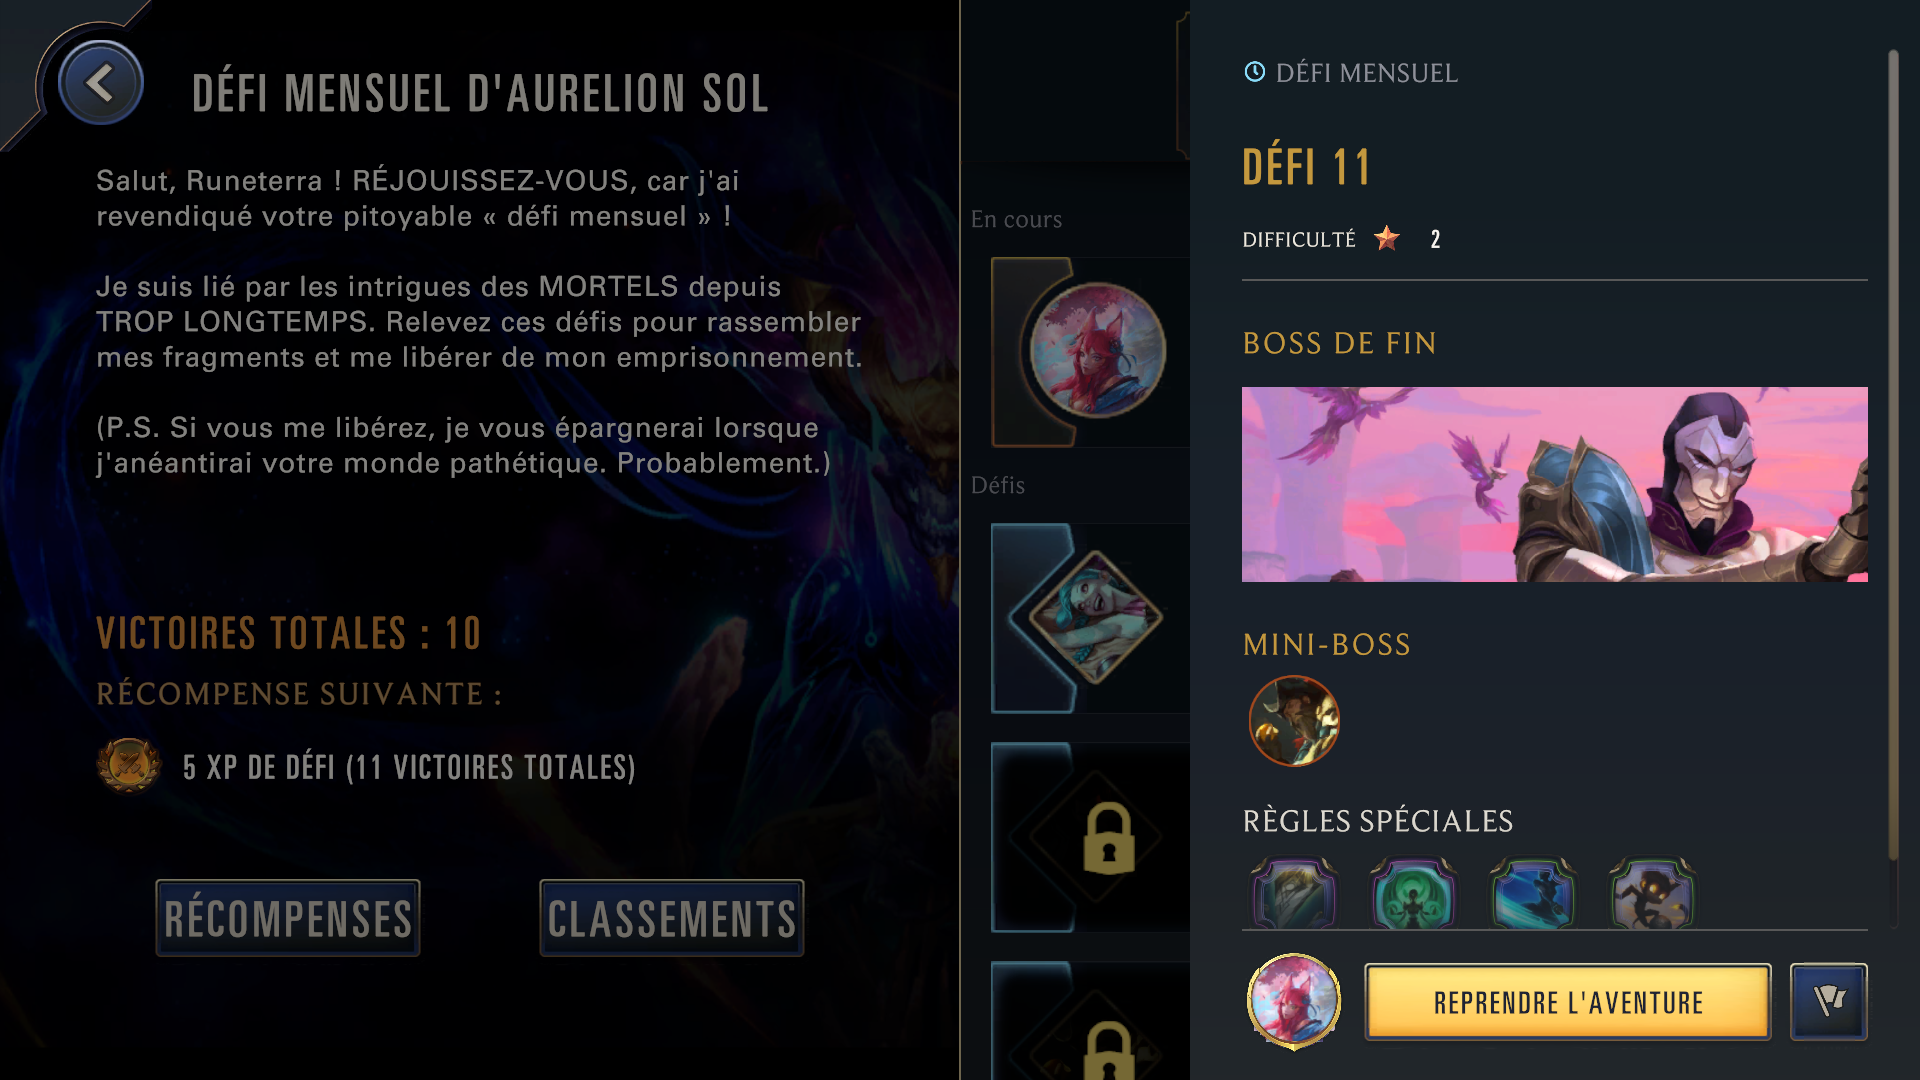 DÉFI MENSUEL D'AURELION SOL
Salut, Runeterra ! RÉJOUISSEZ-VOUS, car j'ai
revendiqué votre pitoyable « défi mensuel » !
Je suis lié par les intrigues des MORTELS depuis
TROP LONGTEMPS. Relevez ces défis pour rassembler
mes fragments et me libérer de mon emprisonnement.
(P.S. Si vous me libérez, je vous épargnerai lorsque
j'anéantirai votre monde pathétique. Probablement.)
VICTOIRES TOTALES : 10
RÉCOMPENSE SUIVANTE :
5 XP DE DÉFI (11 VICTOIRES TOTALES)
RÉCOMPENSES
CLASSEMENTS
En cours
Défis
DÉFI MENSUEL
DÉFI 11
DIFFICULTÉ 2
BOSS DE FIN
MINI-BOSS
RÈGLES SPÉCIALES
REPRENDRE L'AVENTURE